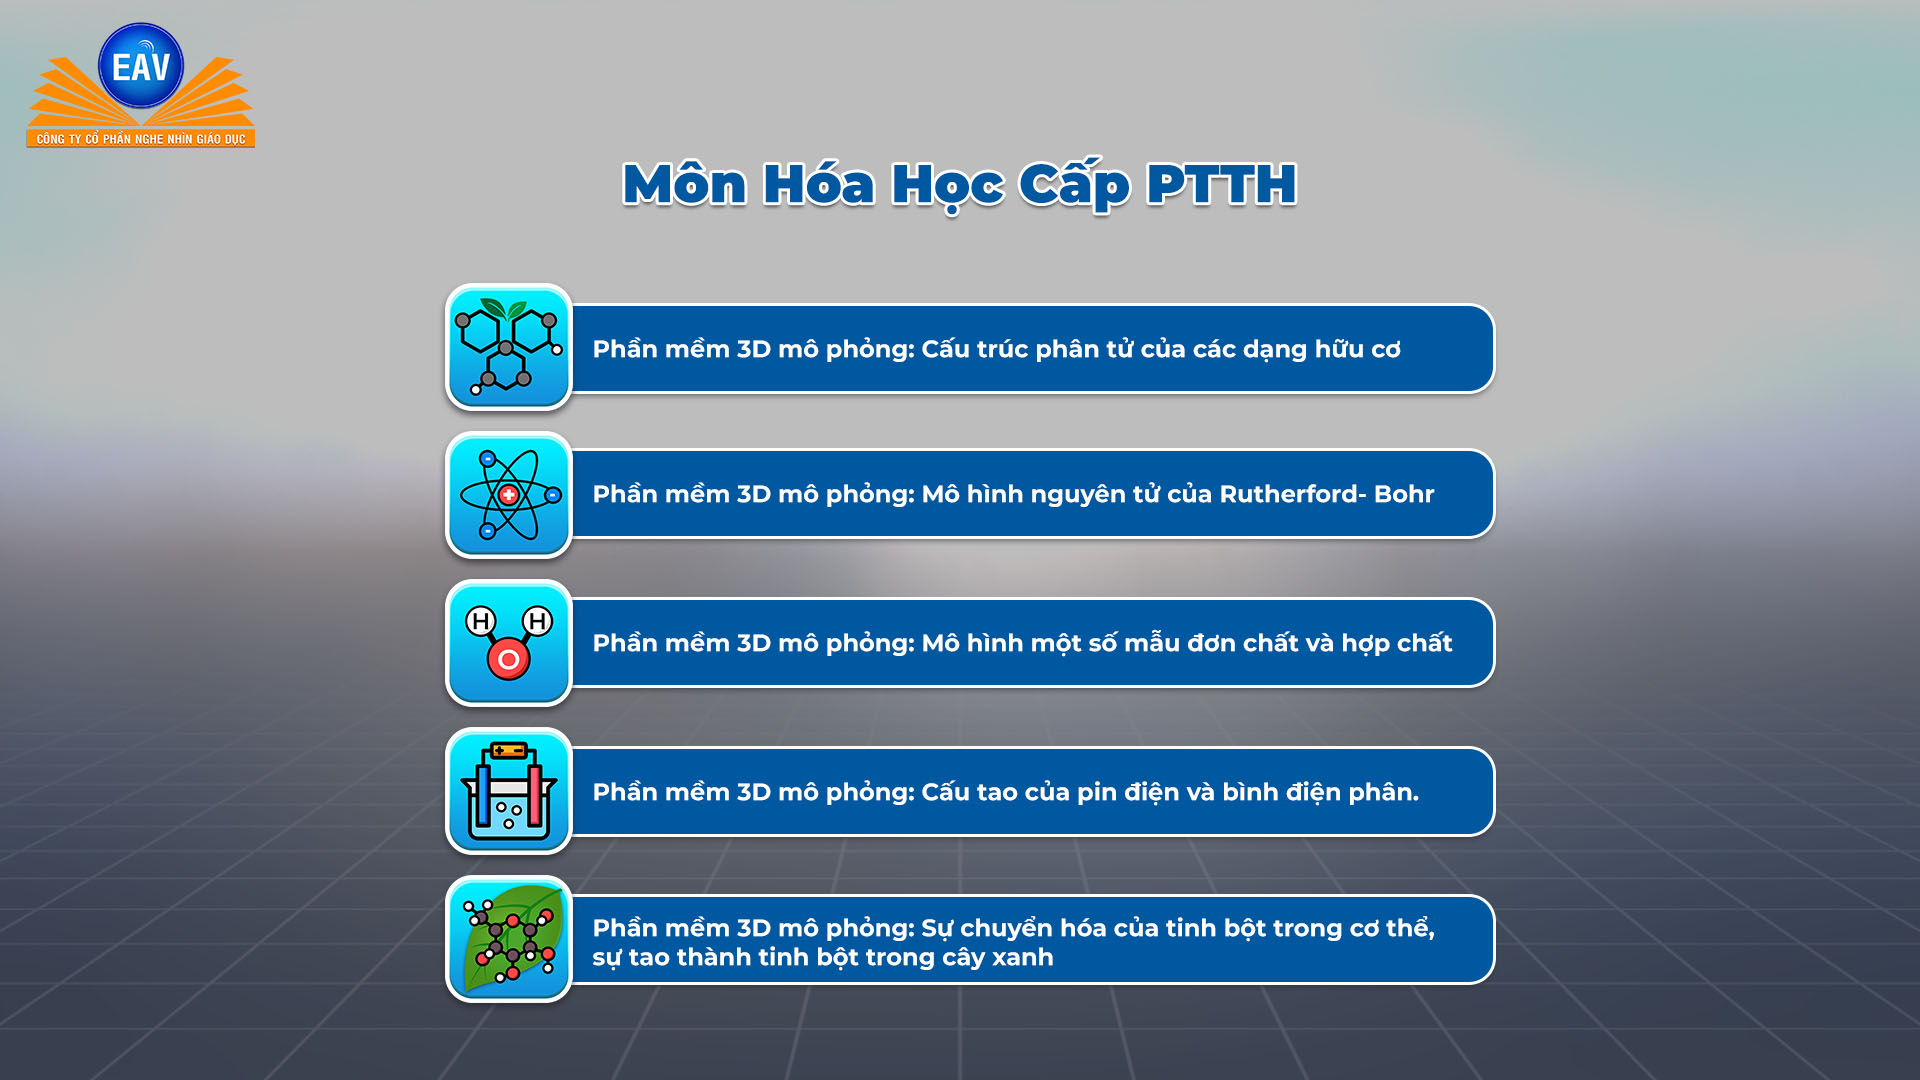 EAV
CÔNG TY CỔ PHẦN NGHE NHÌN GIÁO DỤC
Môn Hóa Học Cấp PTTH
Phần mềm 3D mô phỏng: Cấu trúc phân tử của các dạng hữu cơ
Phần mềm 3D mô phỏng: Mô hình nguyên tử của Rutherford- Bohr
H H
O
Phần mềm 3D mô phỏng: Mô hình một số mẫu đơn chất và hợp chất
Phần mềm 3D mô phỏng: Cấu tao của pin điện và bình điện phân.
Phần mềm 3D mô phỏng: Sự chuyển hóa của tinh bột trong cơ thể,
sự tao thành tinh bột trong cây xanh